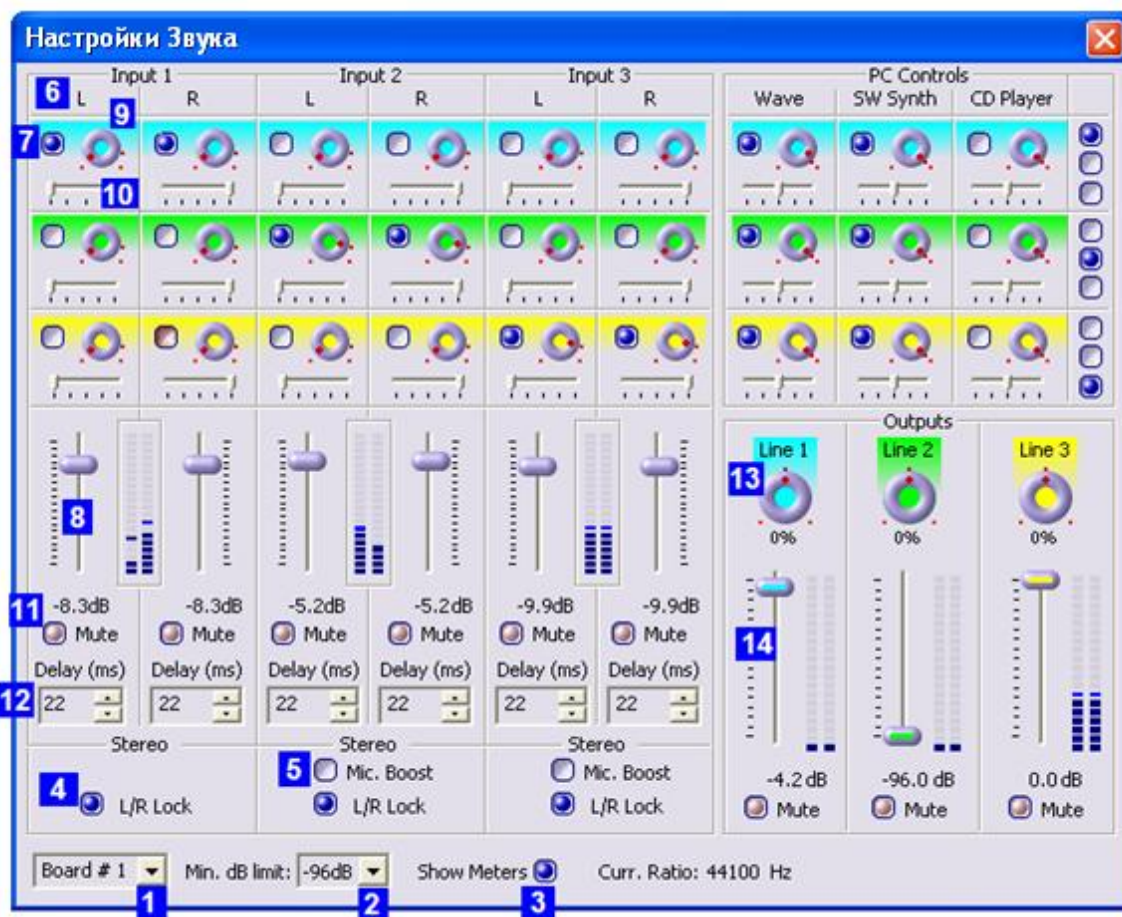 Настройки Звука
Input 1 Input 2 Input 3 PC Controls
6 L R L R L R Wave SW Synth CD Player
9
7
10
8
Outputs
Line 1 Line 2 Line 3
13
0% 0% 0%
11 -8.3dB -8.3dB -5.2dB -5.2dB -9.9dB -9.9dB
Mute Mute Mute Mute Mute Mute
14
Delay (ms) Delay (ms) Delay (ms) Delay (ms) Delay (ms) Delay (ms)
12 22 22 22 22 22 22
Stereo Stereo Stereo
5 Mic. Boost Mic. Boost
4 L/R Lock L/R Lock L/R Lock
-4.2 dB -96.0 dB 0.0 dB
Mute Mute Mute
Board # 1 Min. dB limit: -96dB Show Meters Curr. Ratio: 44100 Hz
1 2 3